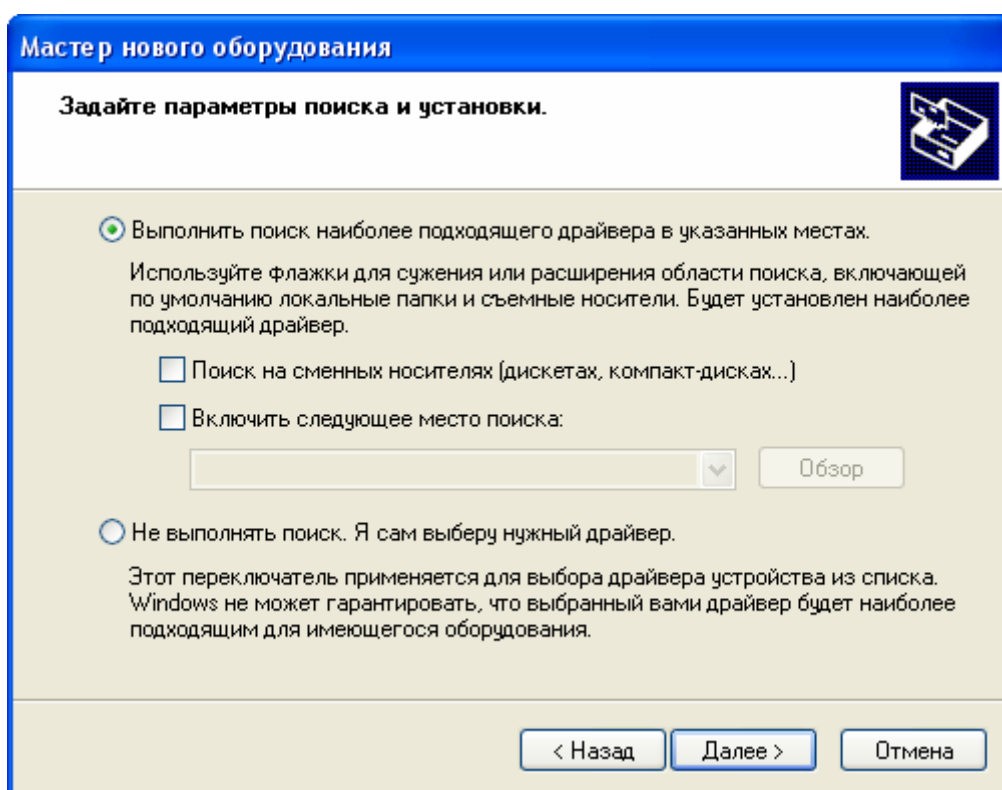 Мастер нового оборудования
Задайте параметры поиска и установки.
Выполнить поиск наиболее подходящего драйвера в указанных местах.
Используйте флажки для сужения или расширения области поиска, включающей
по умолчанию локальные папки и съемные носители. Будет установлен наиболее
подходящий драйвер.
Поиск на сменных носителях (дискетах, компакт-дисках...)
Включить следующее место поиска:
Обзор
Не выполнять поиск. Я сам выберу нужный драйвер.
Этот переключатель применяется для выбора драйвера устройства из списка.
Windows не может гарантировать, что выбранный вами драйвер будет наиболее
подходящим для имеющегося оборудования.
< Назад Далее > Отмена